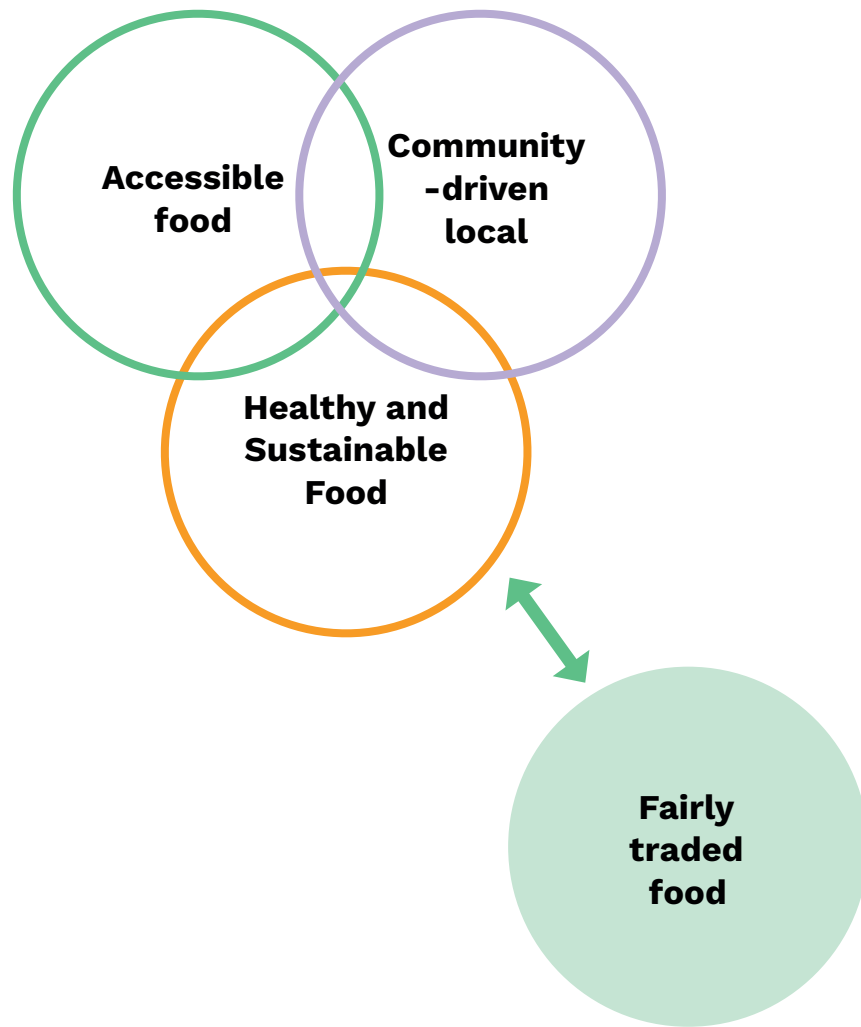 Accessible
food
Community
-driven
local
Healthy and
Sustainable
Food
Fairly
traded
food